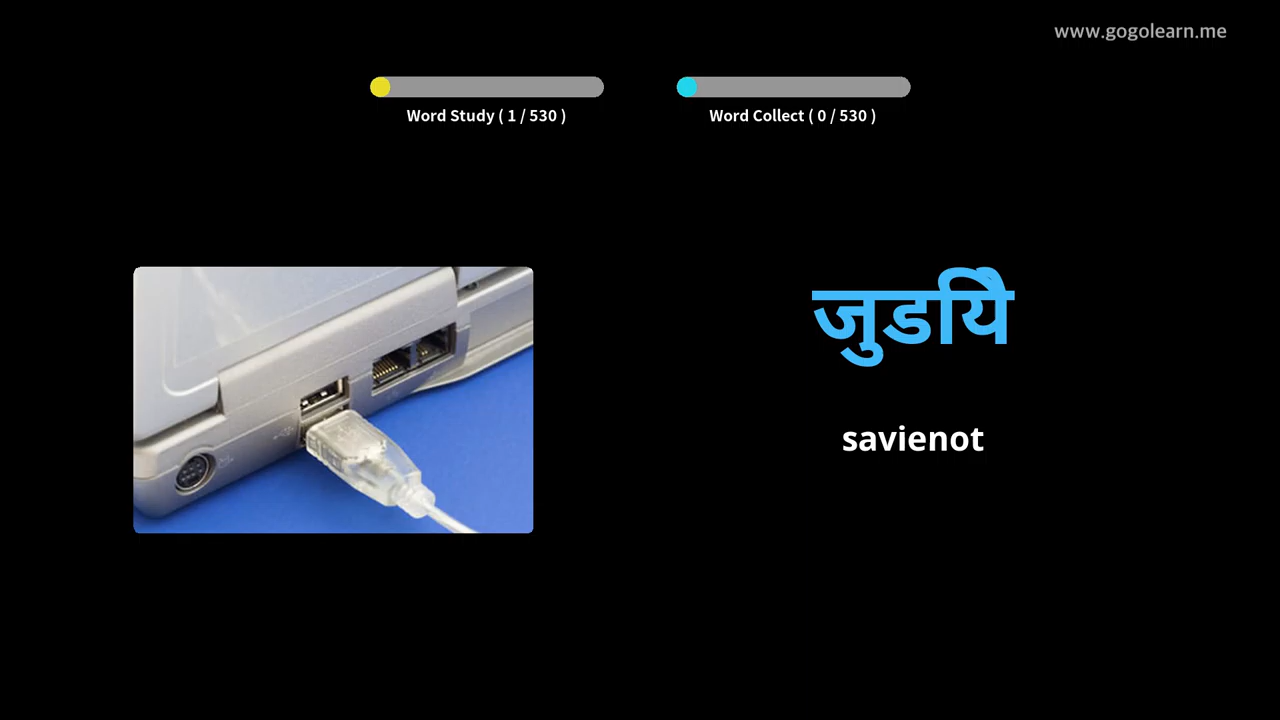 www.gogolearn.me
Word Study ( 1 / 530 )
Word Collect ( 0 / 530 )
जुडयिे
savienot